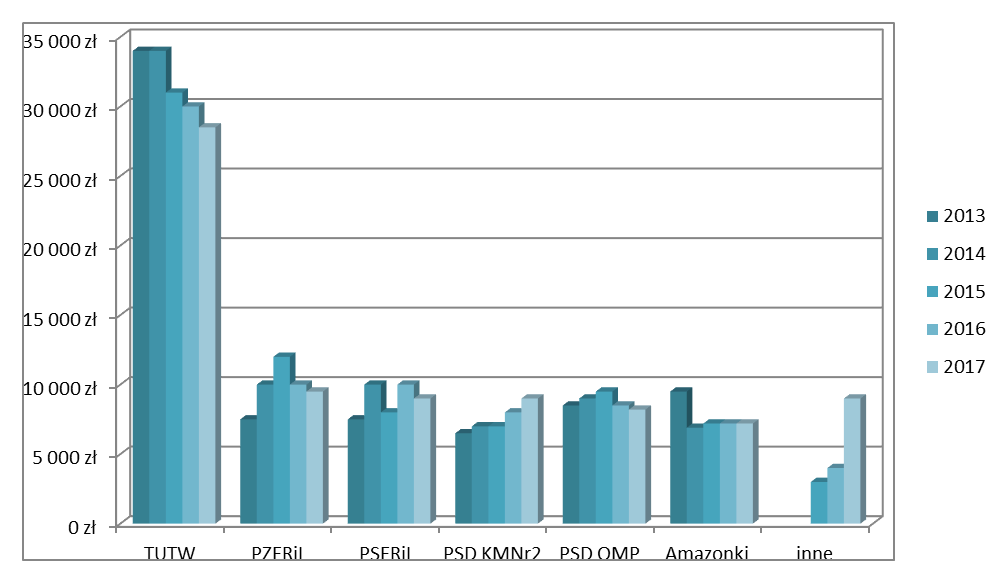 35 000 zł
30 000 zł
25 000 zł
20 000 zł
15 000 zł
10 000 zł
5 000 zł
0 zł
TUTW PZERiI PSERiI PSD KMNr2 PSD OMP Amazonki inne
2013
2014
2015
2016
2017